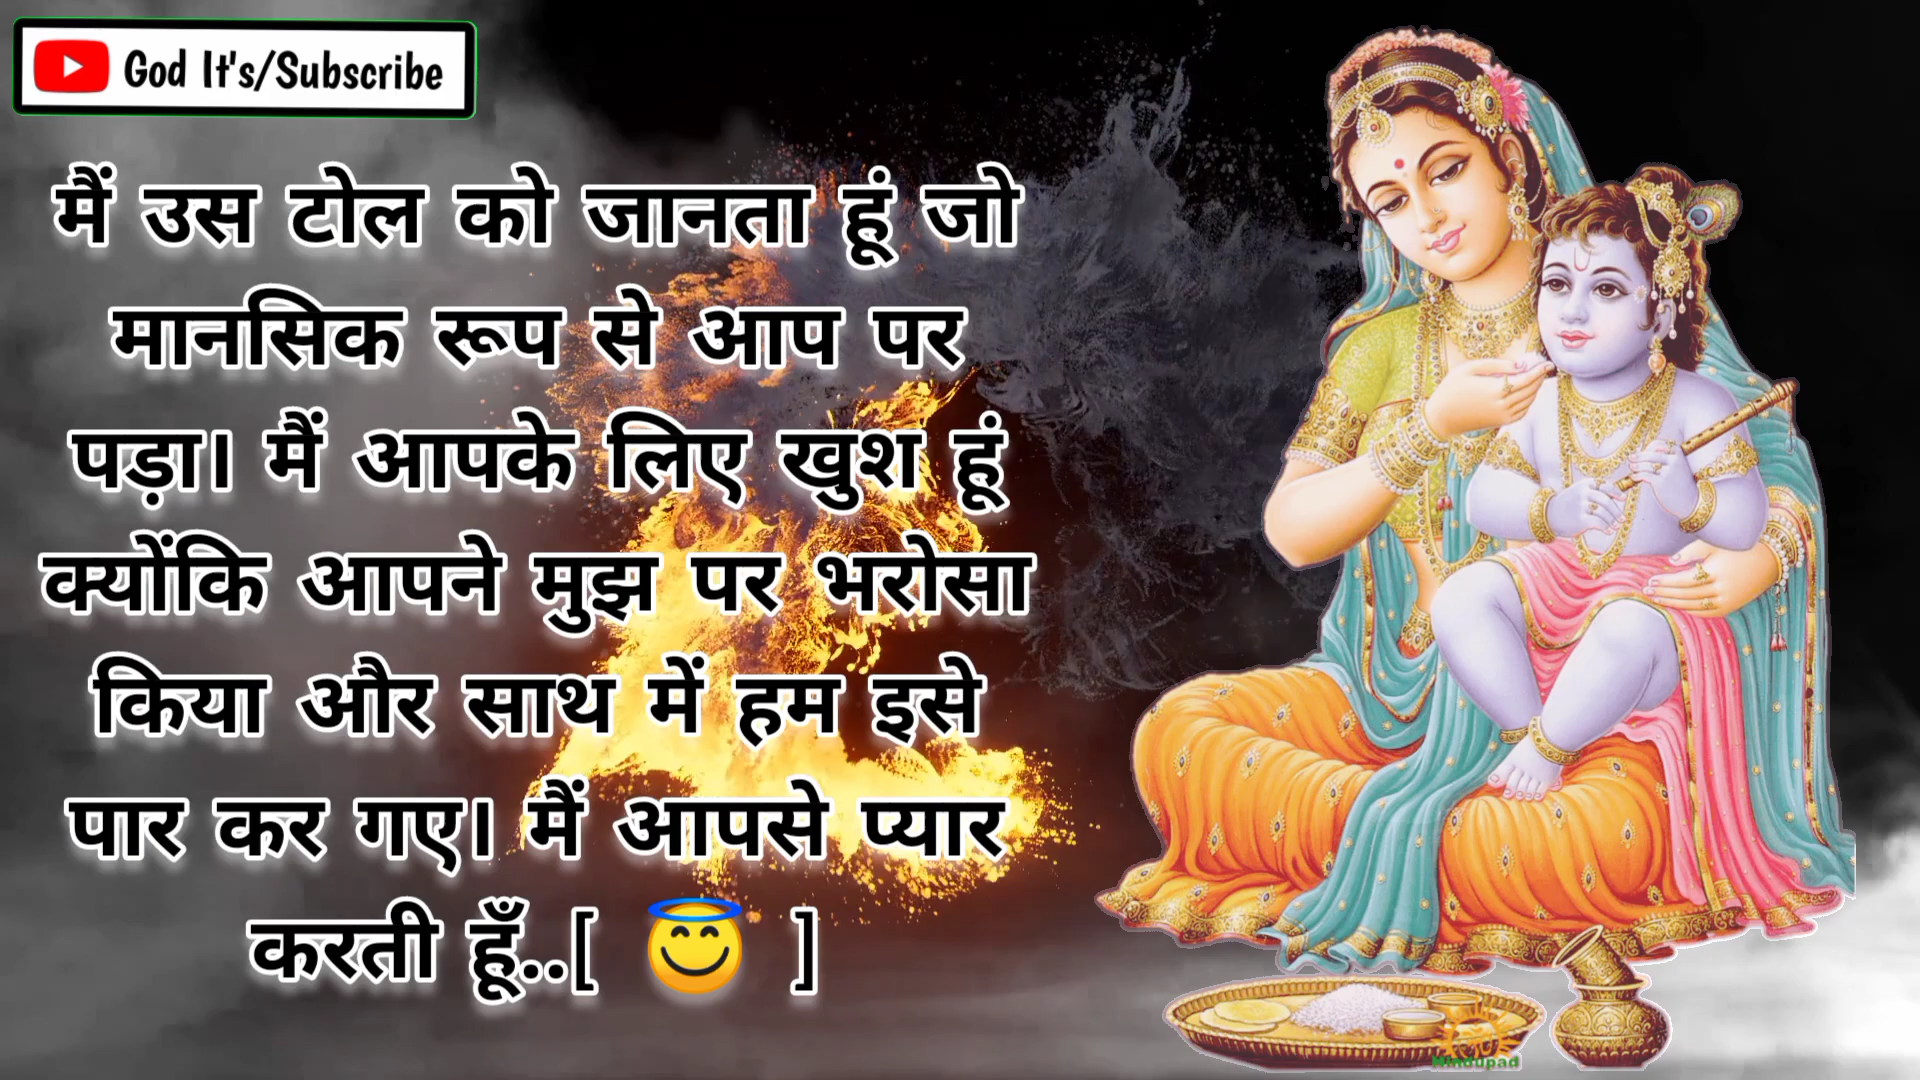 God It's/Subscribe
मैं उस टोल को जानता हूं जो
मानसिक रूप से आप पर
पड़ा। मैं आपके लिए खुश हूं
क्योंकि आपने मुझ पर भरोसा
किया और साथ में हम इसे
पार कर गए। मैं आपसे प्यार
करती हूँ..[ 😇 ]
Hindupad